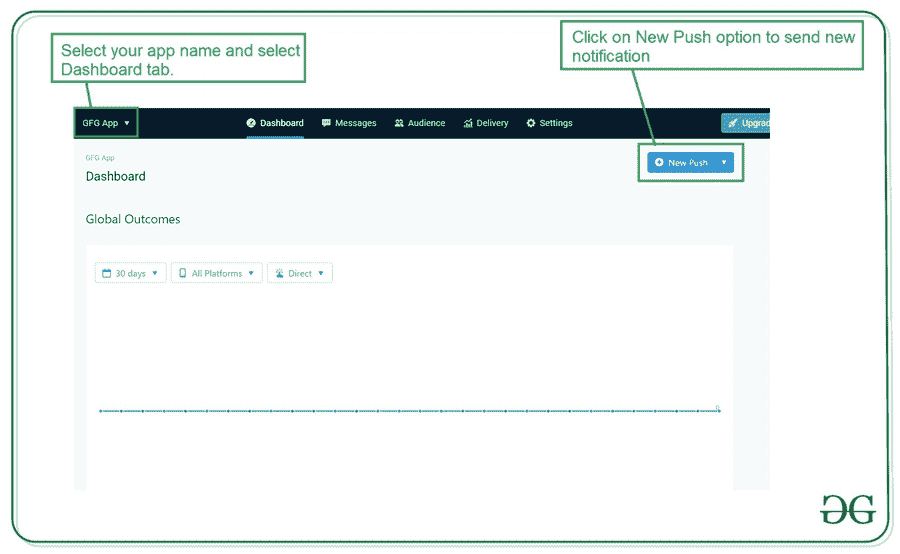 Select your app name and select
Dashboard tab.
Click on New Push option to send new
notification
GFG App
Dashboard
Messages
Audience
Delivery
Settings
Upgrad
GFG App
Dashboard
New Push
Global Outcomes
30 days
All Platforms
Direct